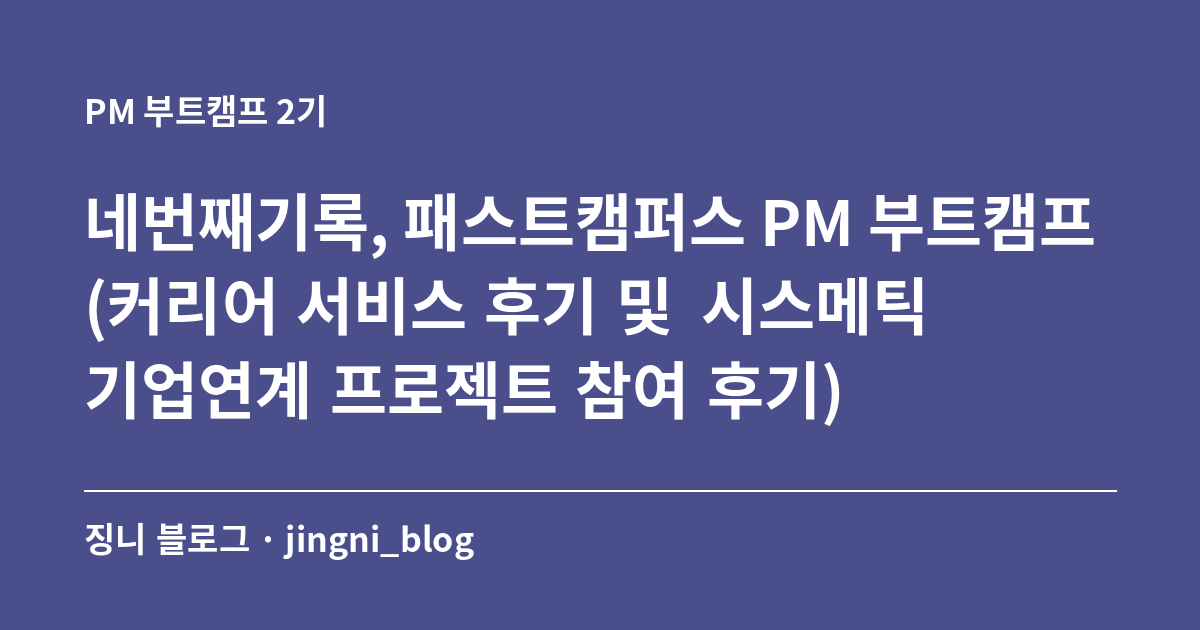 PM 부트캠프 2기
네번째기록, 패스트캠퍼스 PM 부트캠프
(커리어 서비스 후기 및  시스메틱
기업연계 프로젝트 참여 후기)
징니 블로그 · jingni_blog